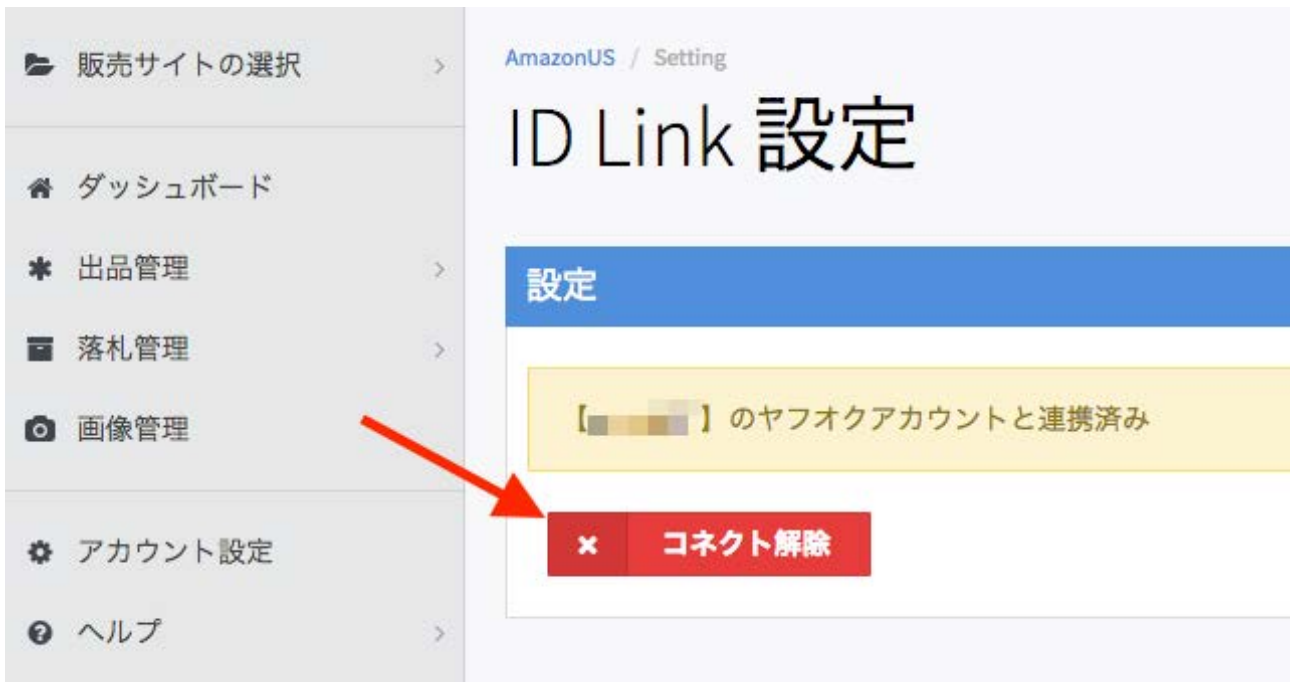 販売サイトの選択
ダッシュボード
出品管理
落札管理
画像管理
アカウント設定
ヘルプ
AmazonUS / Setting
ID Link 設定
設定
【 】のヤフオクアカウントと連携済み
コネクト解除